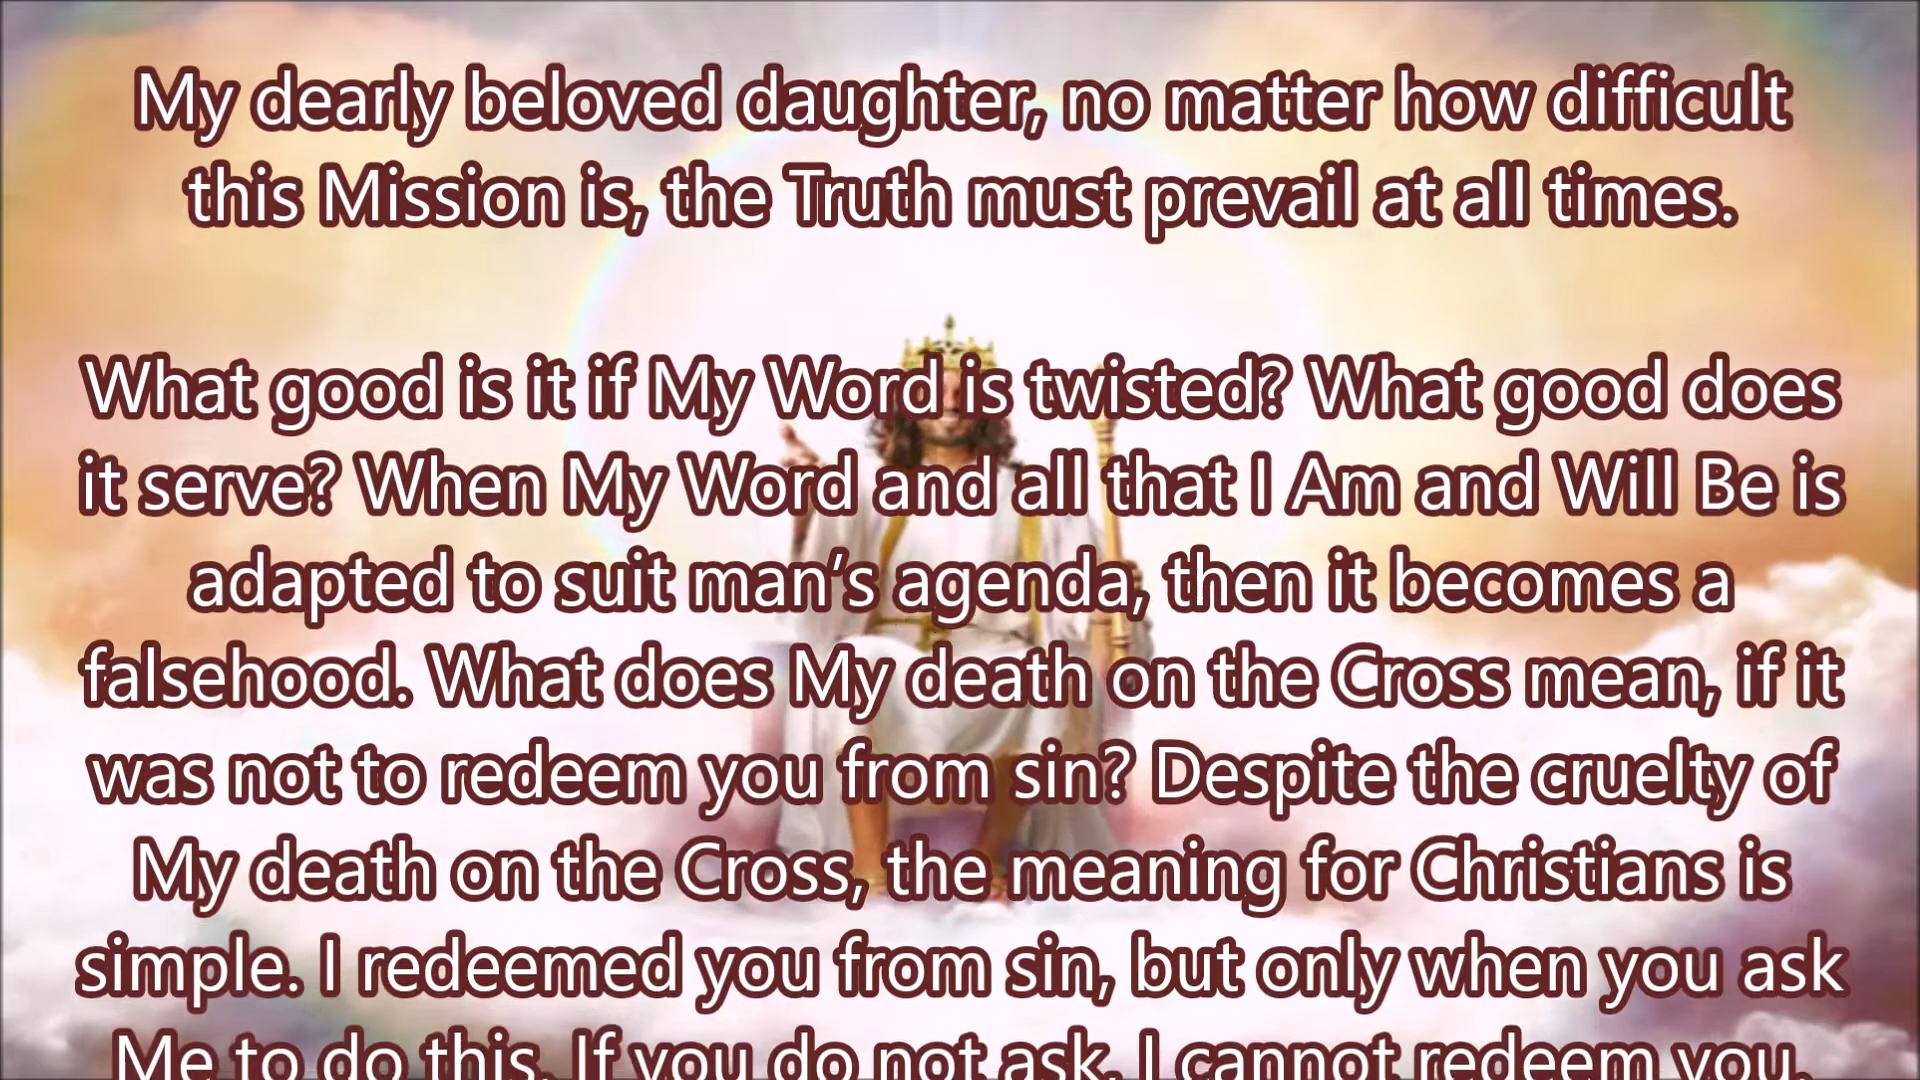 My dearly beloved daughter, no matter how difficult
this Mission is, the Truth must prevail at all times.
What good is it if My Word is twisted? What good does
it serve? When My Word and all that I Am and Will Be is
adapted to suit man’s agenda, then it becomes a
falsehood. What does My death on the Cross mean, if it
was not to redeem you from sin? Despite the cruelty of
My death on the Cross, the meaning for Christians is
simple. I redeemed you from sin, but only when you ask
Me to do this. If you do not ask, I cannot redeem you.